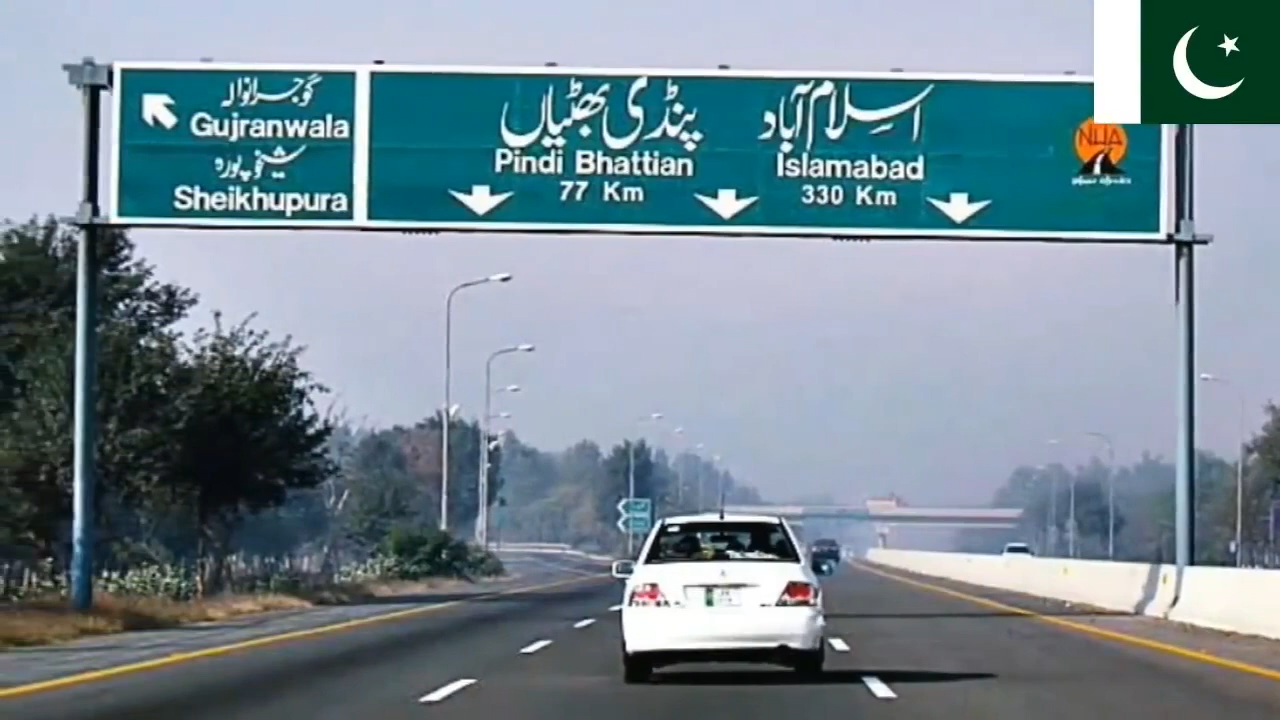 گوجرانوالہ
Gujranwala
شیخوپورہ
Sheikhupura
پنڈی بھٹیاں
Pindi Bhattian
77 Km
اسلام آباد
Islamabad
330 Km
NHA